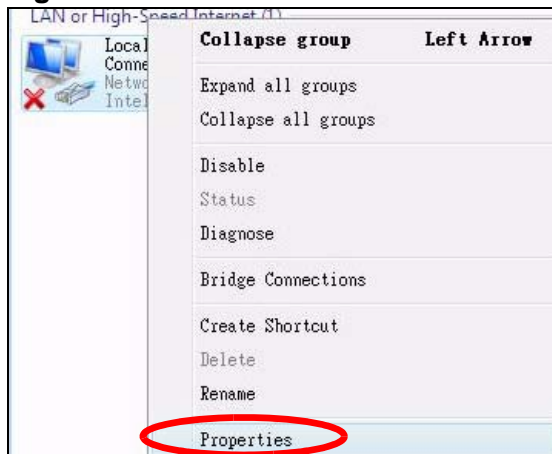 LAN or High-Speed Internet (1)
Local
Conne
Netwo
Intel
Collapse group Left Arrow
Expand all groups
Collapse all groups
Disable
Status
Diagnose
Bridge Connections
Create Shortcut
Delete
Rename
Properties